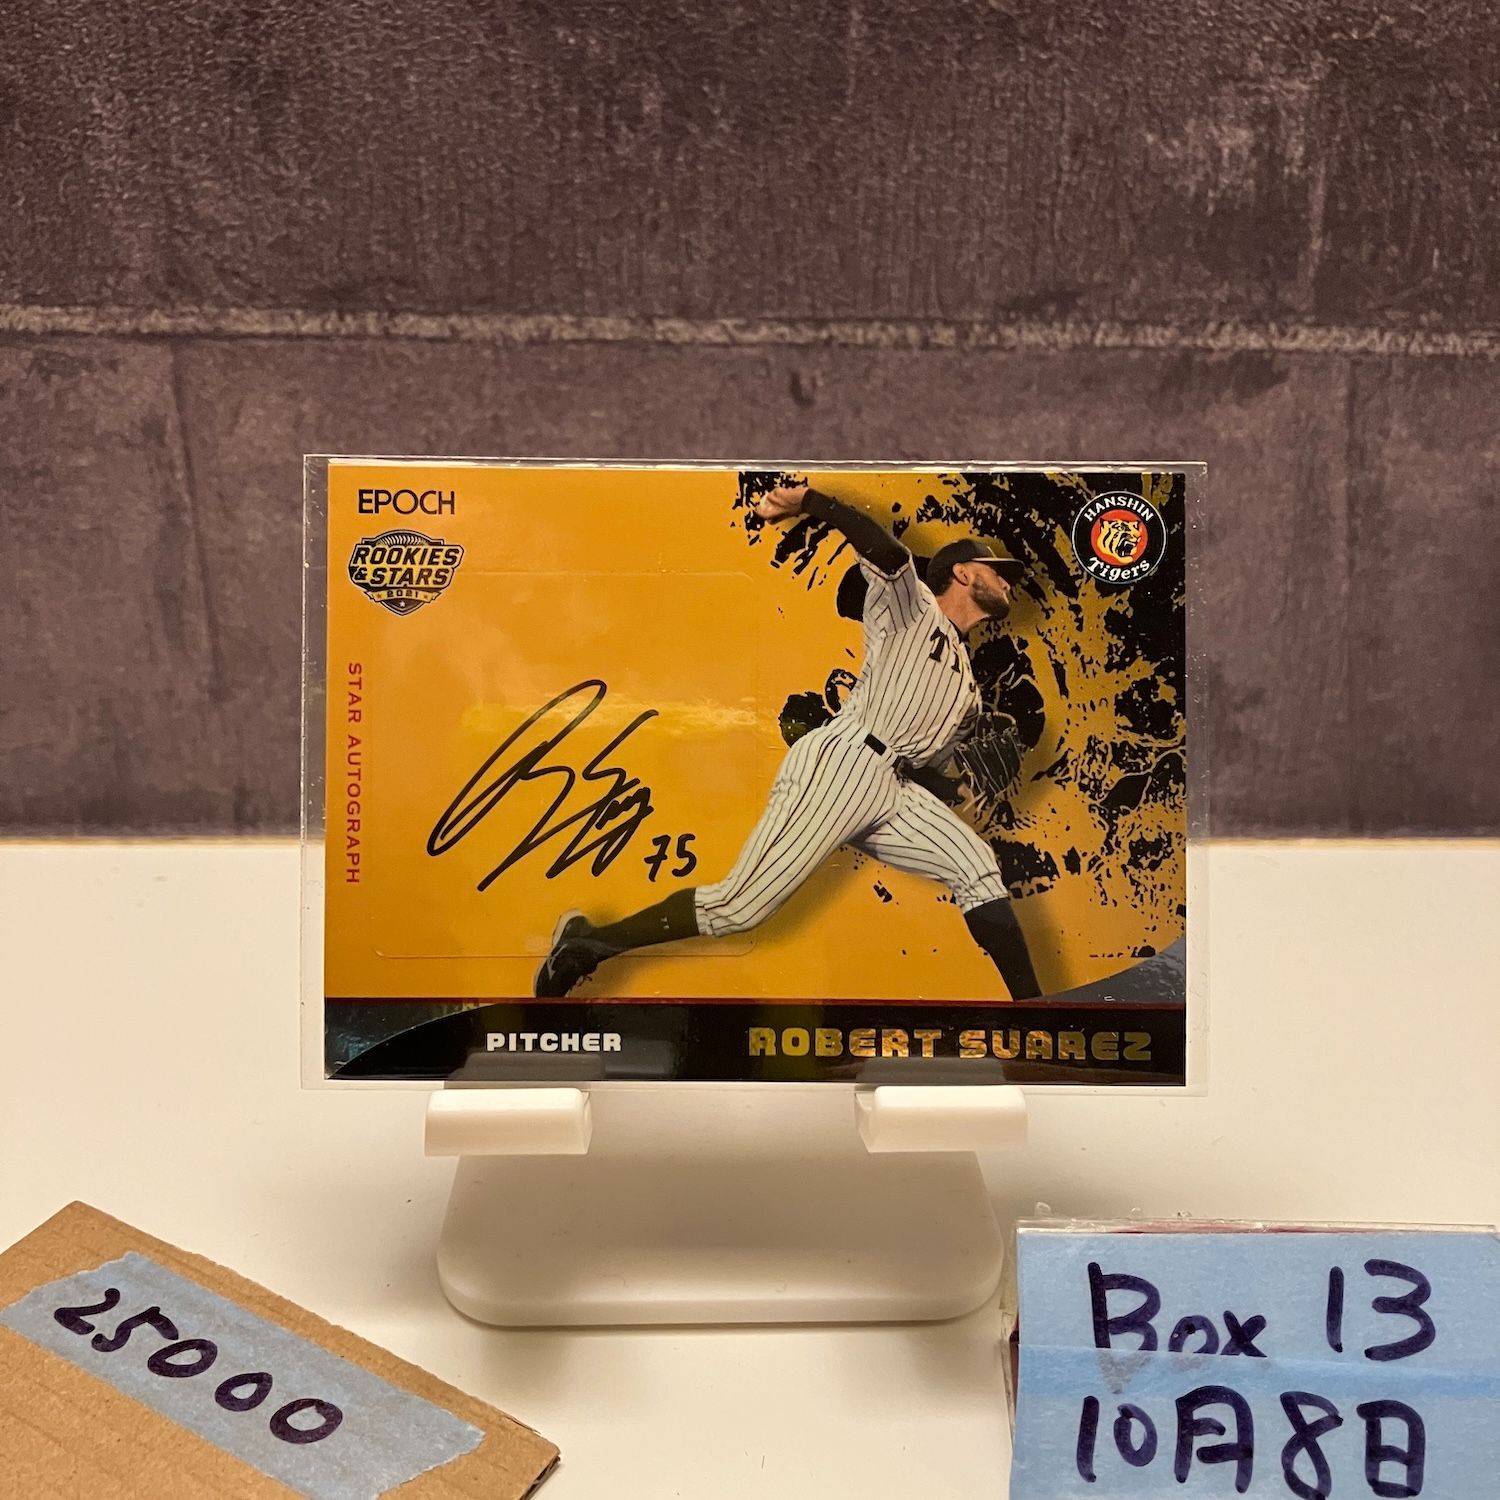 EPOCH
ROOKIES
& STARS
2021
HANSHIN
Tigers
STAR AUTOGRAPH
75
PITCHER
ROBERT SUAREZ
25000
Box 13
10月8日